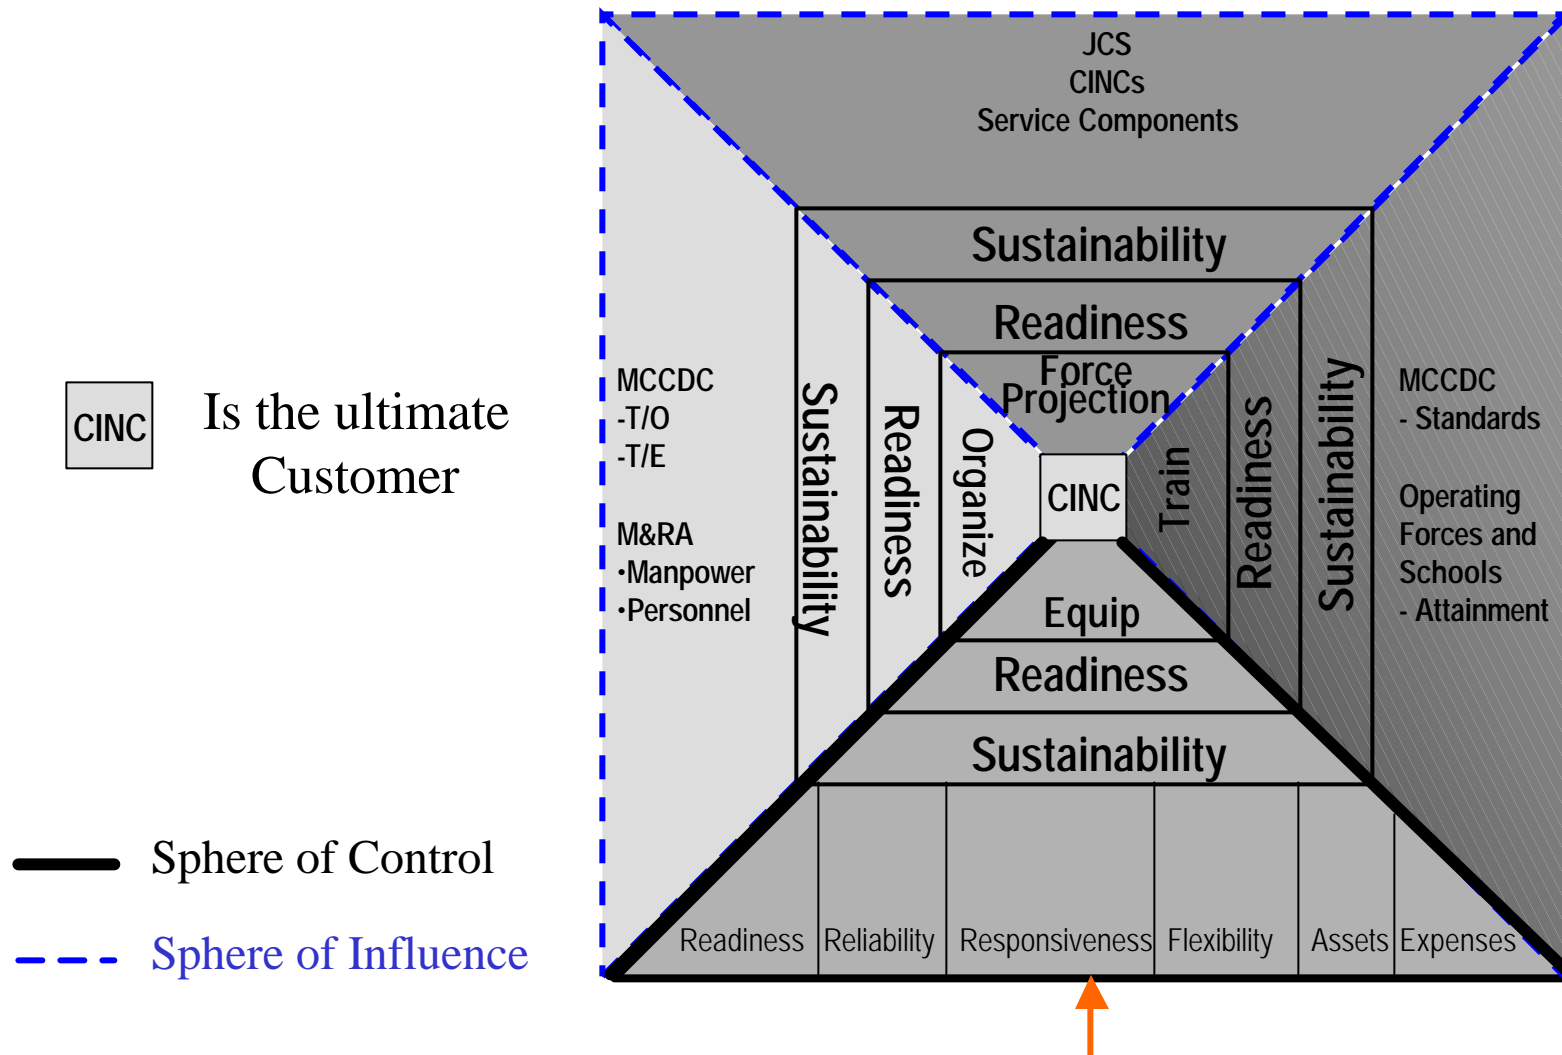 JCS
CINCs
Service Components
Sustainability
Readiness
Force
Projection
CINC
Is the ultimate
Customer
MCCDC
-T/O
-T/E
M&RA
·Manpower
·Personnel
Sustainability
Readiness
Organize
CINC
Train
Readiness
Sustainability
MCCDC
- Standards
Operating
Forces and
Schools
- Attainment
Equip
Readiness
Sustainability
Readiness Reliability Responsiveness Flexibility Assets Expenses
Sphere of Control
Sphere of Influence